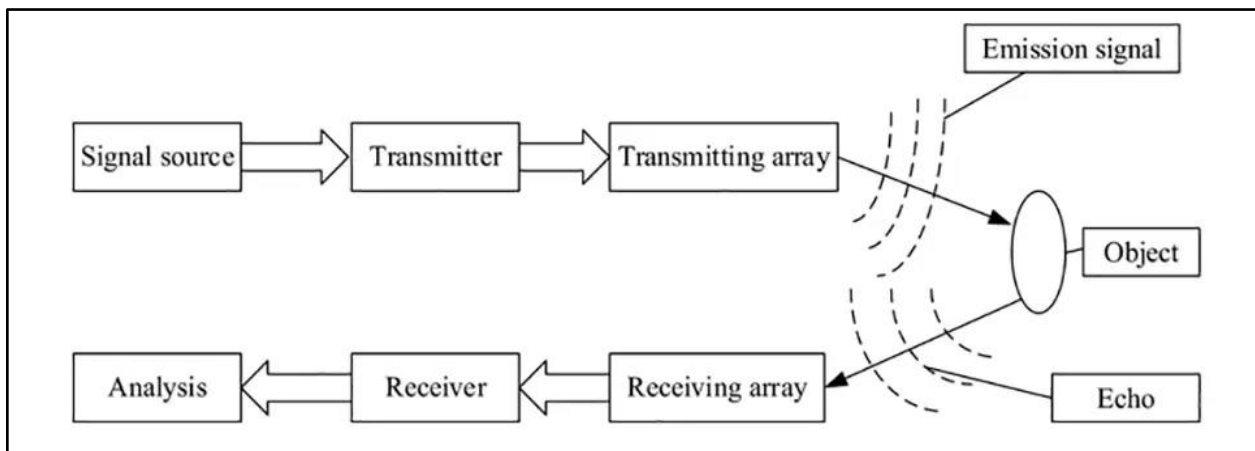 Emission signal
Signal source
Transmitter
Transmitting array
Object
Analysis
Receiver
Receiving array
Echo